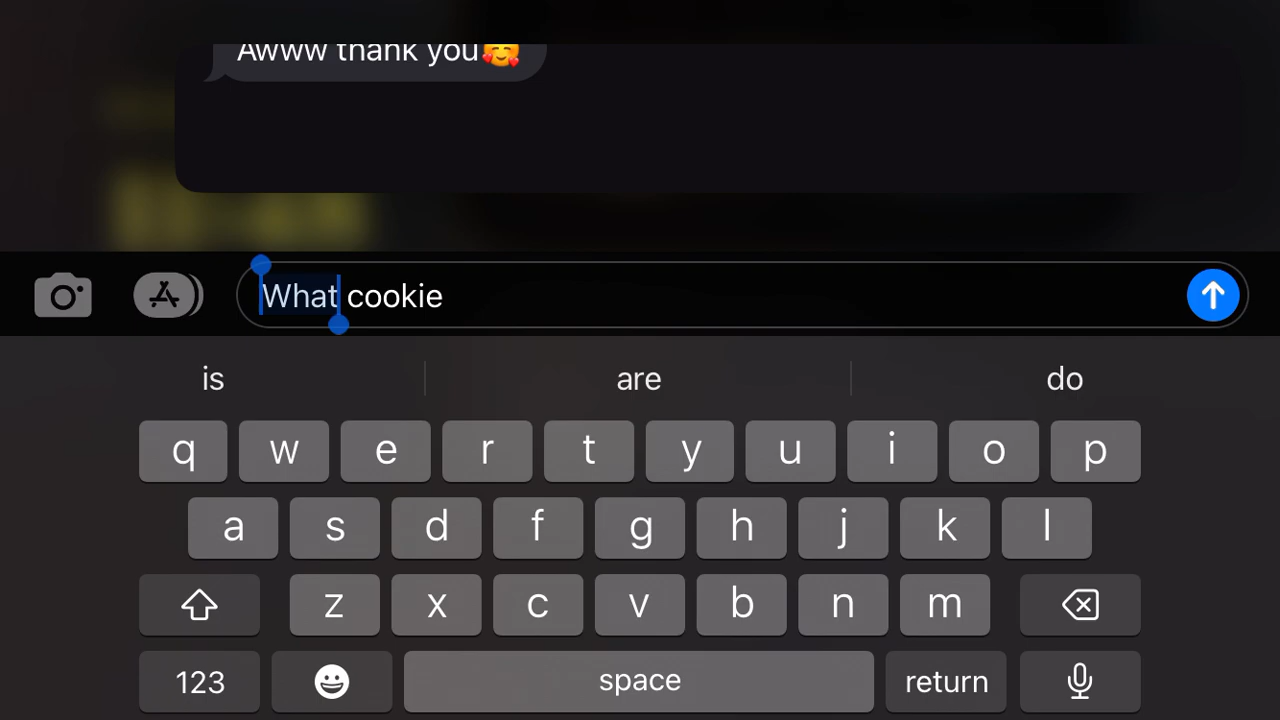 Awww thank you🥰
What cookie
is are do
q w e r t y u i o p
a s d f g h j k l
z x c v b n m
123 space return